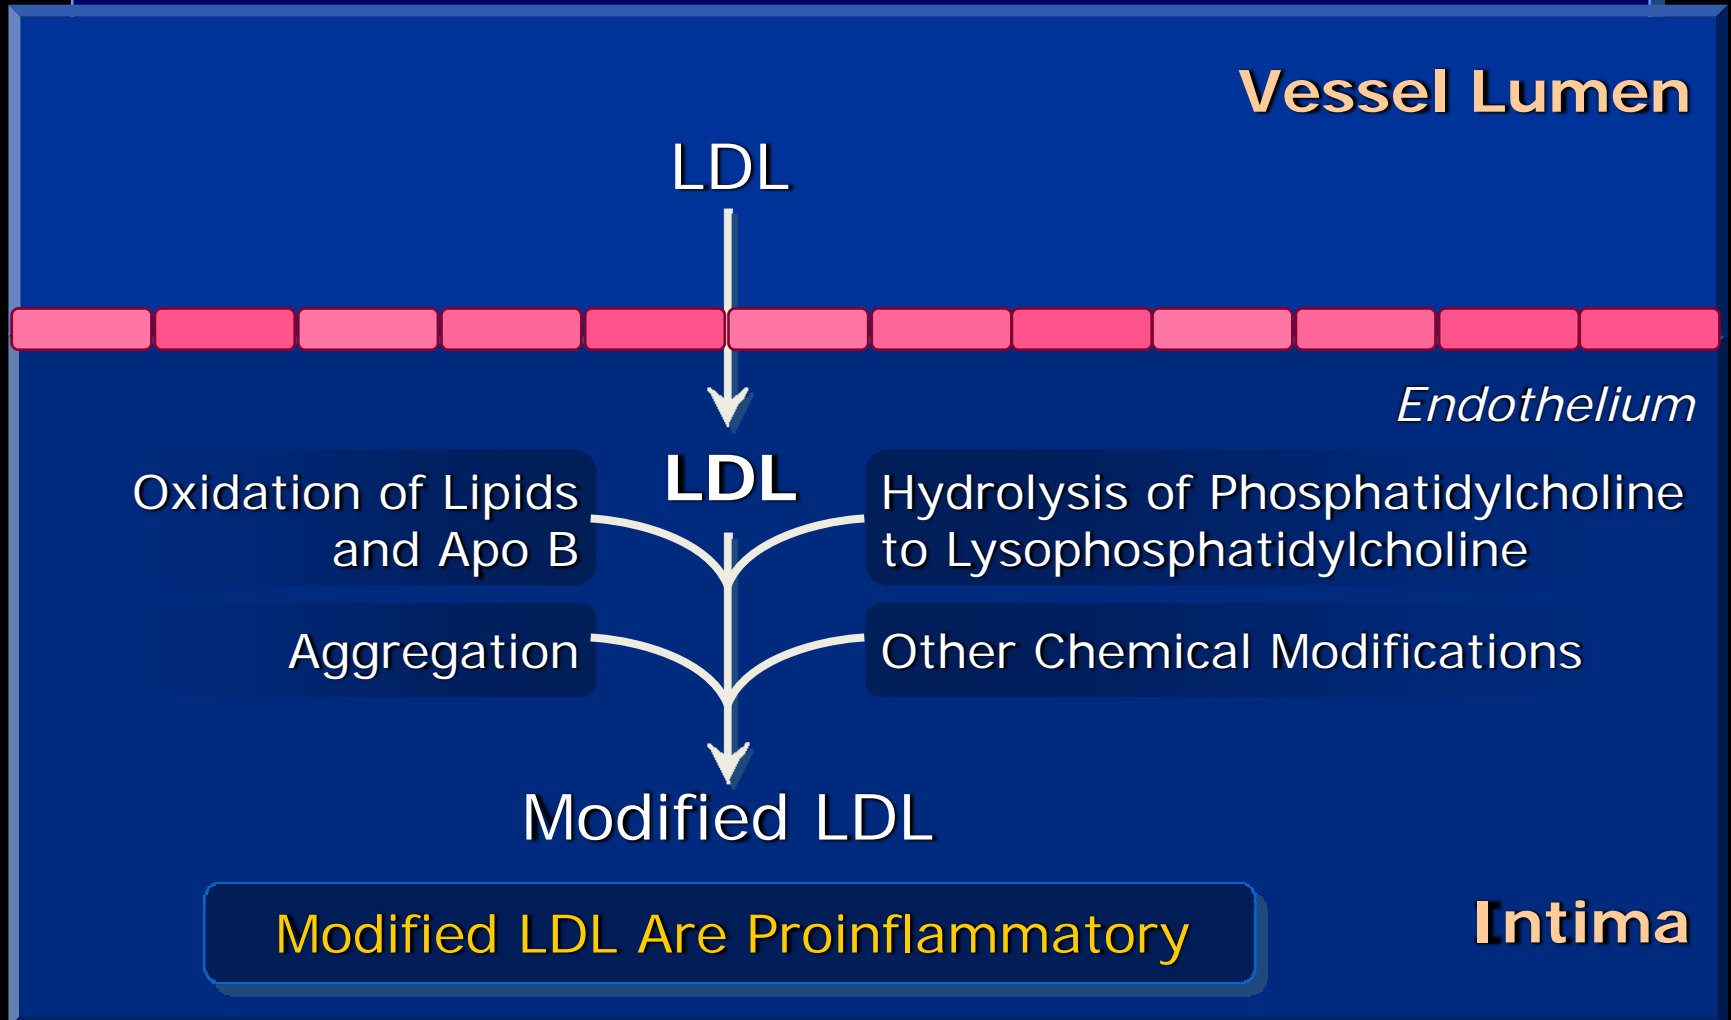 Vessel Lumen
LDL
Endothelium
LDL
Oxidation of Lipids
and Apo B
Hydrolysis of Phosphatidylcholine
to Lysophosphatidylcholine
Aggregation
Other Chemical Modifications
Modified LDL
Modified LDL Are Proinflammatory
Intima